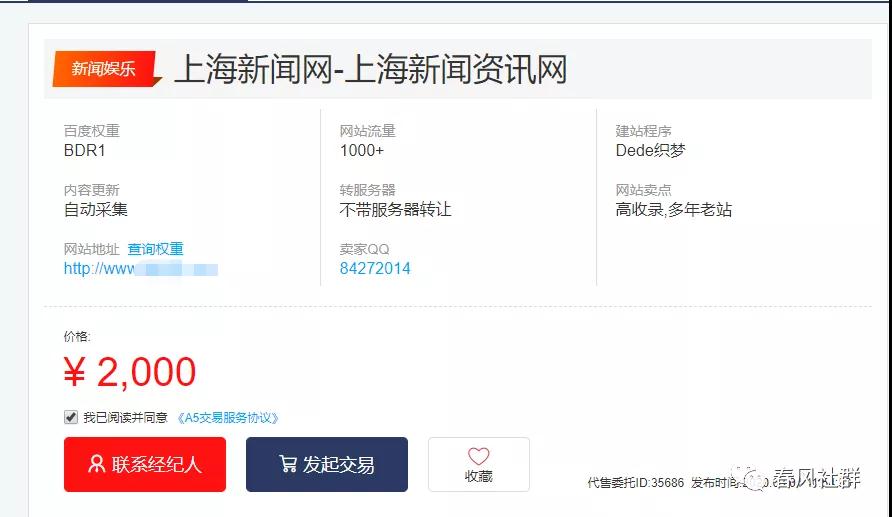 新闻娱乐 上海新闻网-上海新闻资讯网
百度权重 网站流量 建站程序
BDR1 1000+ Dede织梦
内容更新 转服务器 网站卖点
自动采集 不带服务器转让 高收录,多年老站
网站地址 查询权重 卖家QQ
http://www 84272014
价格:
¥ 2,000
我已阅读并同意 《A5交易服务协议》
联系经纪人 发起交易 收藏
代售委托ID:35686 发布时间: 春风社群